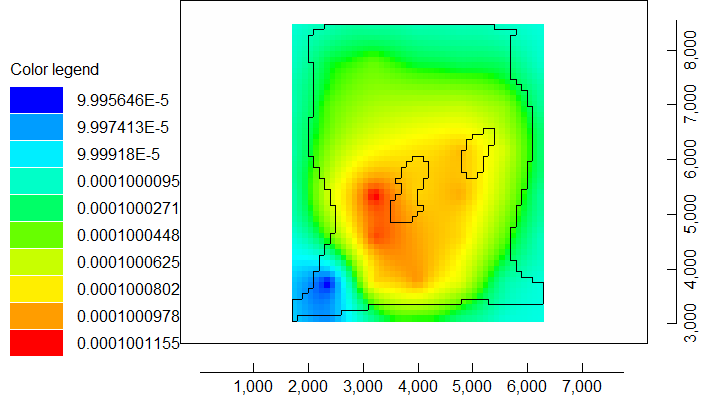 Color legend
9.995646E-5
9.997413E-5
9.99918E-5
0.0001000095
0.0001000271
0.0001000448
0.0001000625
0.0001000802
0.0001000978
0.0001001155
8,000
7,000
6,000
5,000
4,000
3,000
1,000 2,000 3,000 4,000 5,000 6,000 7,000